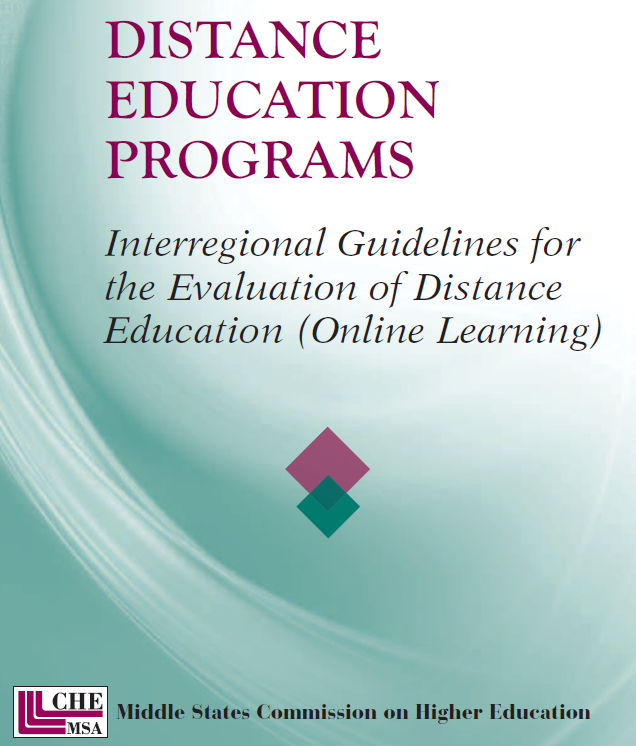 DISTANCE
EDUCATION
PROGRAMS
Interregional Guidelines for
the Evaluation of Distance
Education (Online Learning)
CHE
MSA
Middle States Commission on Higher Education